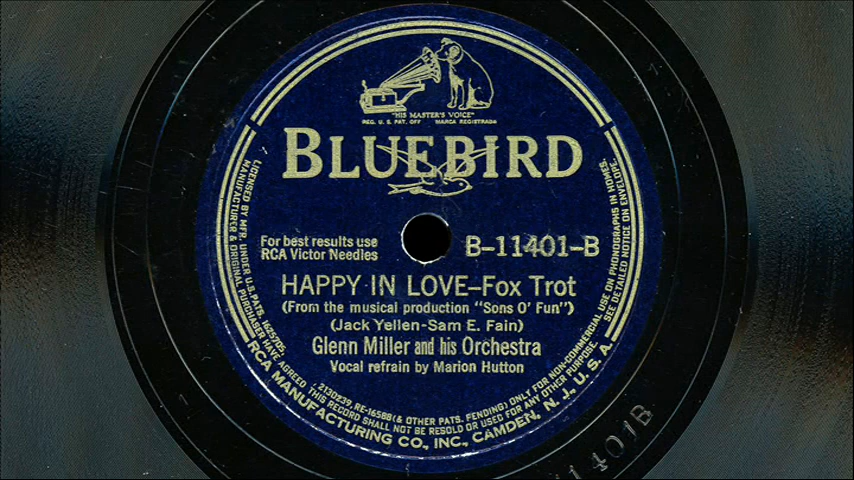 "HIS MASTER'S VOICE"
REG. U. S. PAT. OFF. MARCA REGISTRADA
BLUEBIRD
For best results use
RCA Victor Needles
B-11401-B
HAPPY IN LOVE-Fox Trot
(From the musical production "Sons O' Fun")
(Jack Yellen-Sam E. Fain)
Glenn Miller and his Orchestra
Vocal refrain by Marion Hutton
LICENSED BY MFR. UNDER U.S. PATS. 1625705,
2130239, RE-16588 (& OTHER PATS. PENDING) ONLY FOR NON-COMMERCIAL USE ON PHONOGRAPHS IN HOMES.
MANUFACTURER & ORIGINAL PURCHASER HAVE AGREED THIS RECORD SHALL NOT BE RESOLD OR USED FOR ANY OTHER PURPOSE. SEE DETAILED NOTICE ON ENVELOPE.
RCA MANUFACTURING CO., INC., CAMDEN, N. J., U. S. A.
11401B